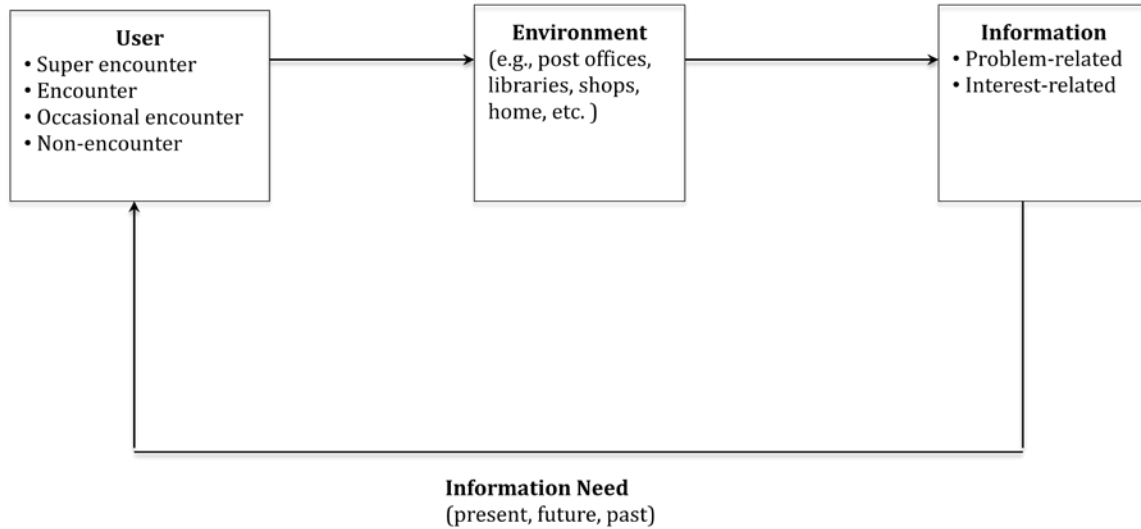 User
• Super encounter
• Encounter
• Occasional encounter
• Non-encounter
Environment
(e.g., post offices,
libraries, shops,
home, etc. )
Information
• Problem-related
• Interest-related
Information Need
(present, future, past)